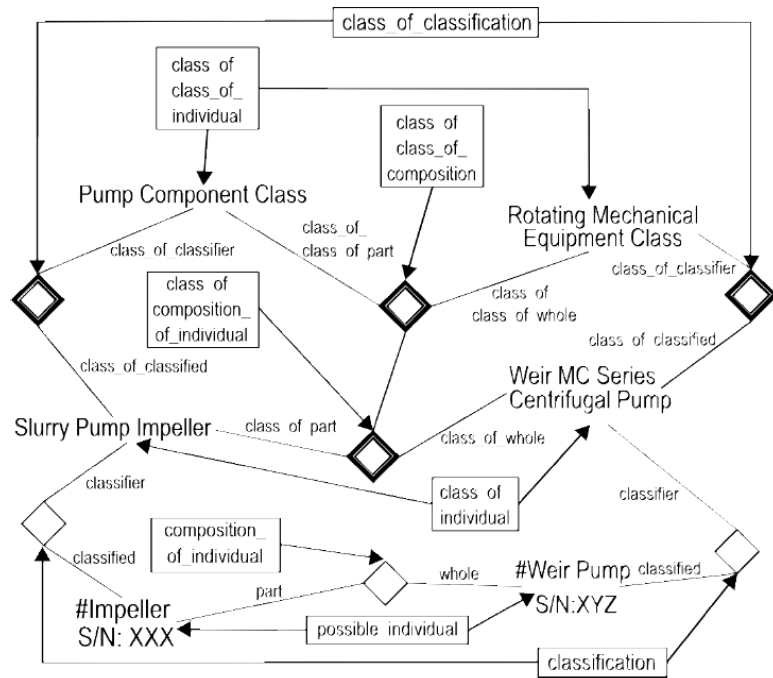 class_of_classification
class of
class_of_
individual
class of
class_of_
composition
Pump Component Class
Rotating Mechanical
Equipment Class
class_of_
class of part
class_of_classifier
class_of_classifier
class of
composition_
of_individual
class of
class of whole
class_of_classified
class of classified
Weir MC Series
Centrifugal Pump
Slurry Pump Impeller
class of part
class_of_whole
classifier
class of
individual
classifier
composition_
of_individual
classified
part
whole
#Weir Pump
classified
#Impeller
S/N: XXX
S/N:XYZ
possible individual
classification